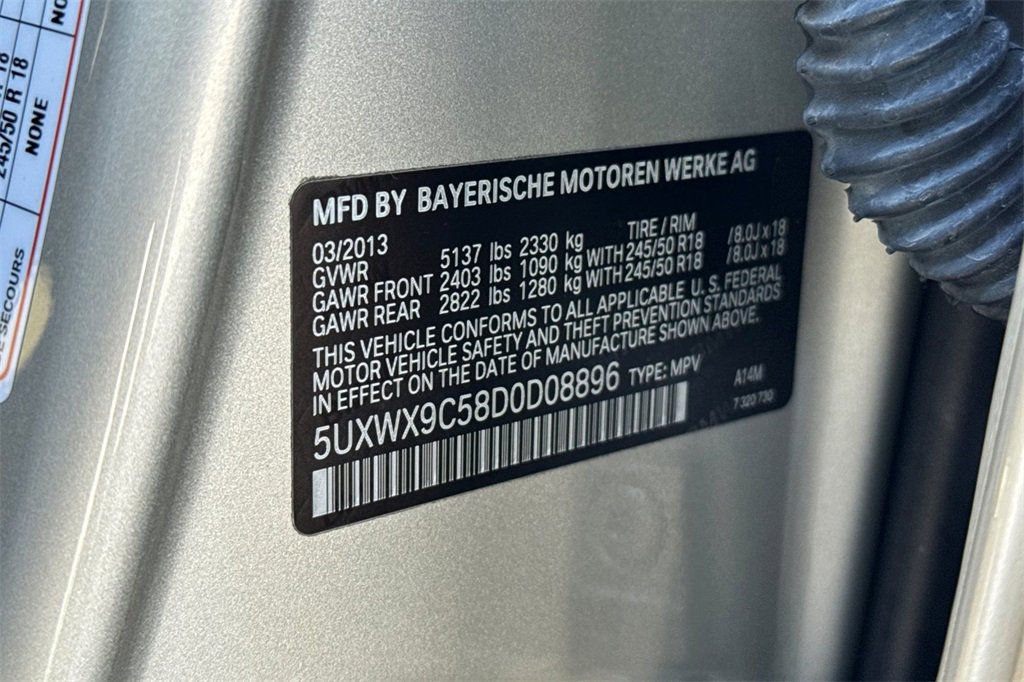 MFD BY BAYERISCHE MOTOREN WERKE AG
03/2013 TIRE / RIM
GVWR 5137 lbs 2330 kg
GAWR FRONT 2403 lbs 1090 kg WITH 245/50 R18 / 8.0J x 18
GAWR REAR 2822 lbs 1280 kg WITH 245/50 R18 / 8.0J x 18
THIS VEHICLE CONFORMS TO ALL APPLICABLE U. S. FEDERAL
MOTOR VEHICLE SAFETY AND THEFT PREVENTION STANDARDS
IN EFFECT ON THE DATE OF MANUFACTURE SHOWN ABOVE.
5UXWX9C58D0D08896 TYPE: MPV A14M
7 320 730
245/50 R 18
NONE
SECOURS